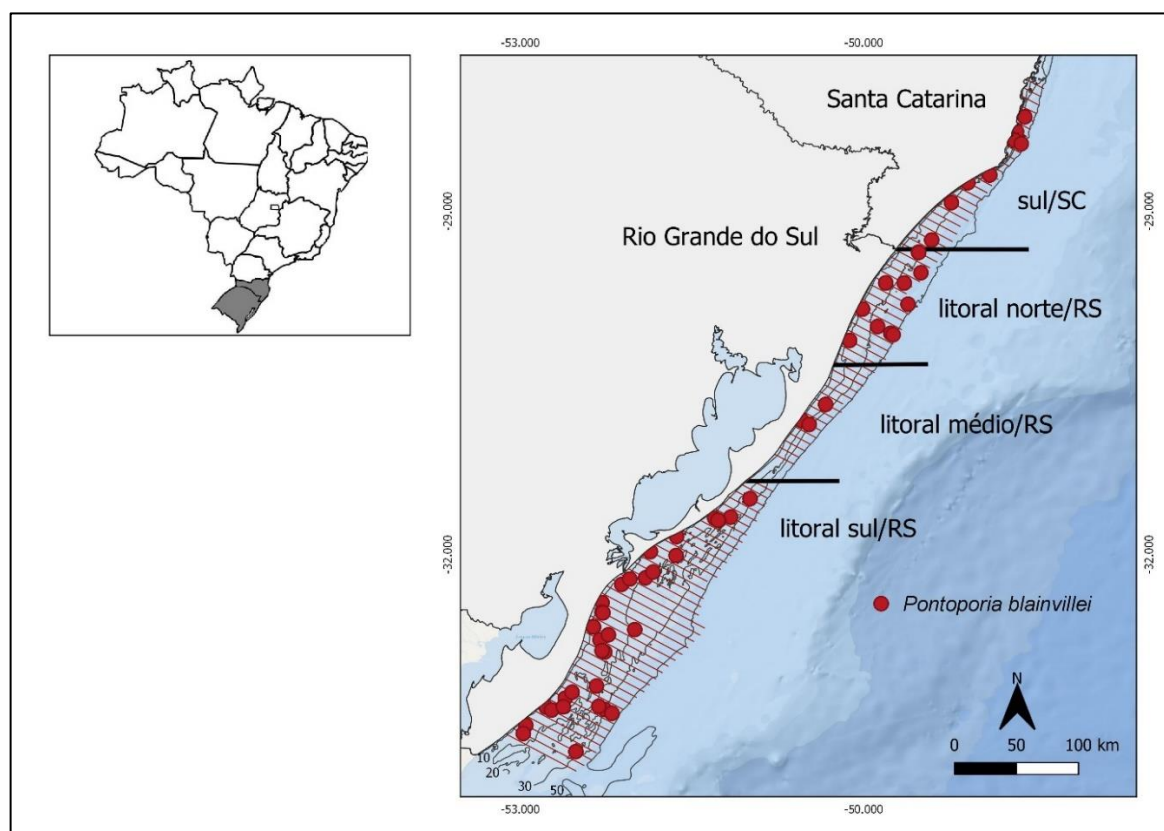 -53.000
-50.000
Santa Catarina
-29.000
-29.000
sul/SC
Rio Grande do Sul
litoral norte/RS
litoral médio/RS
litoral sul/RS
-32.000
-32.000
Pontoporia blainvillei
N
0 50 100 km
10
20
30
50
-53.000
-50.000